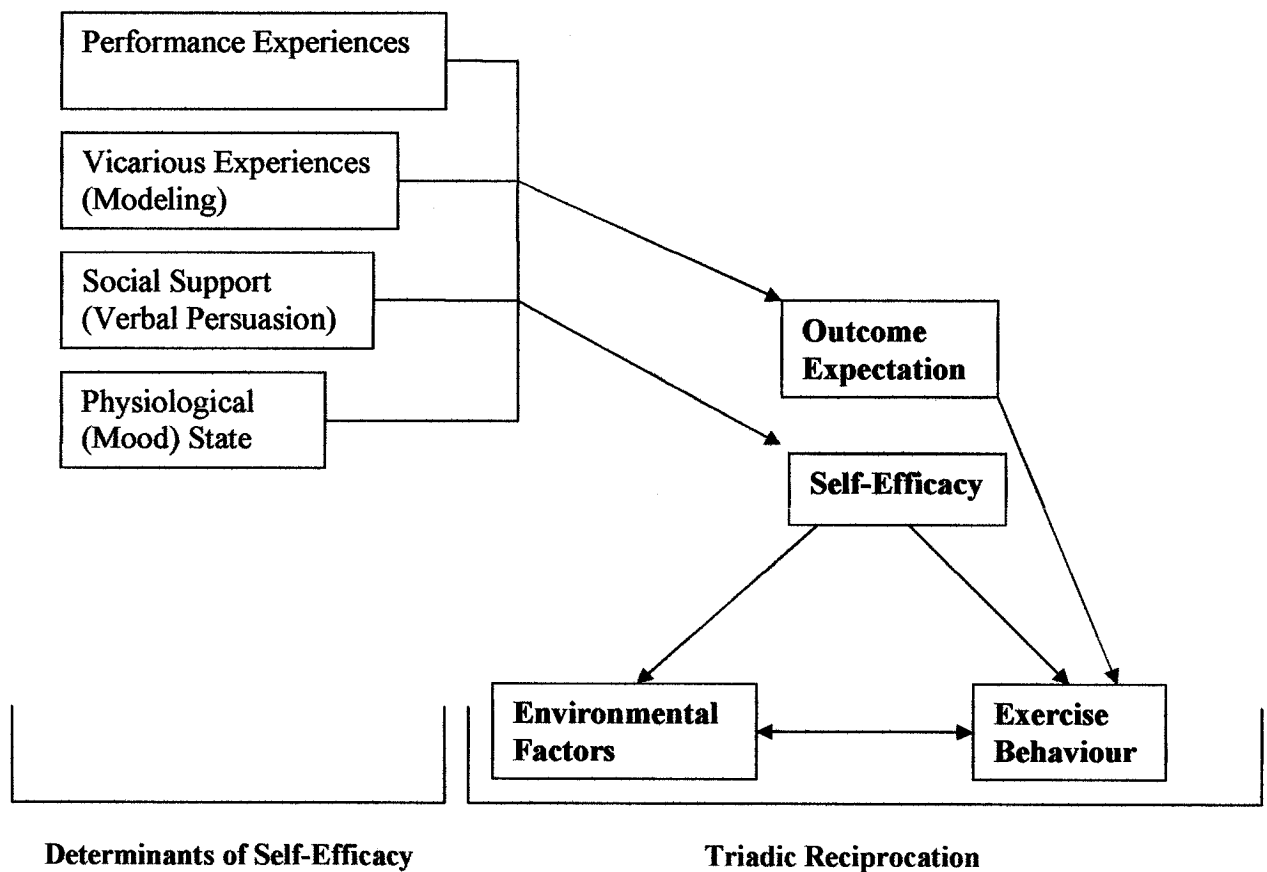 Performance Experiences
Vicarious Experiences
(Modeling)
Social Support
(Verbal Persuasion)
Physiological
(Mood) State
Outcome
Expectation
Self-Efficacy
Environmental
Factors
Exercise
Behaviour
Determinants of Self-Efficacy
Triadic Reciprocation